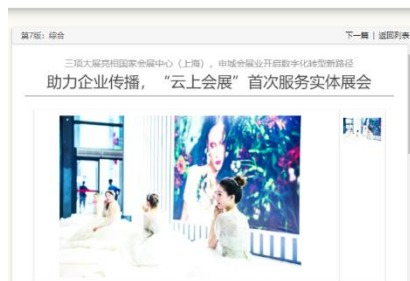 第7版：综合
下一篇 | 返回列表
三项大展亮相国家会展中心（上海），申城会展业开启数字化转型新路径
助力企业传播，“云上会展”首次服务实体展会